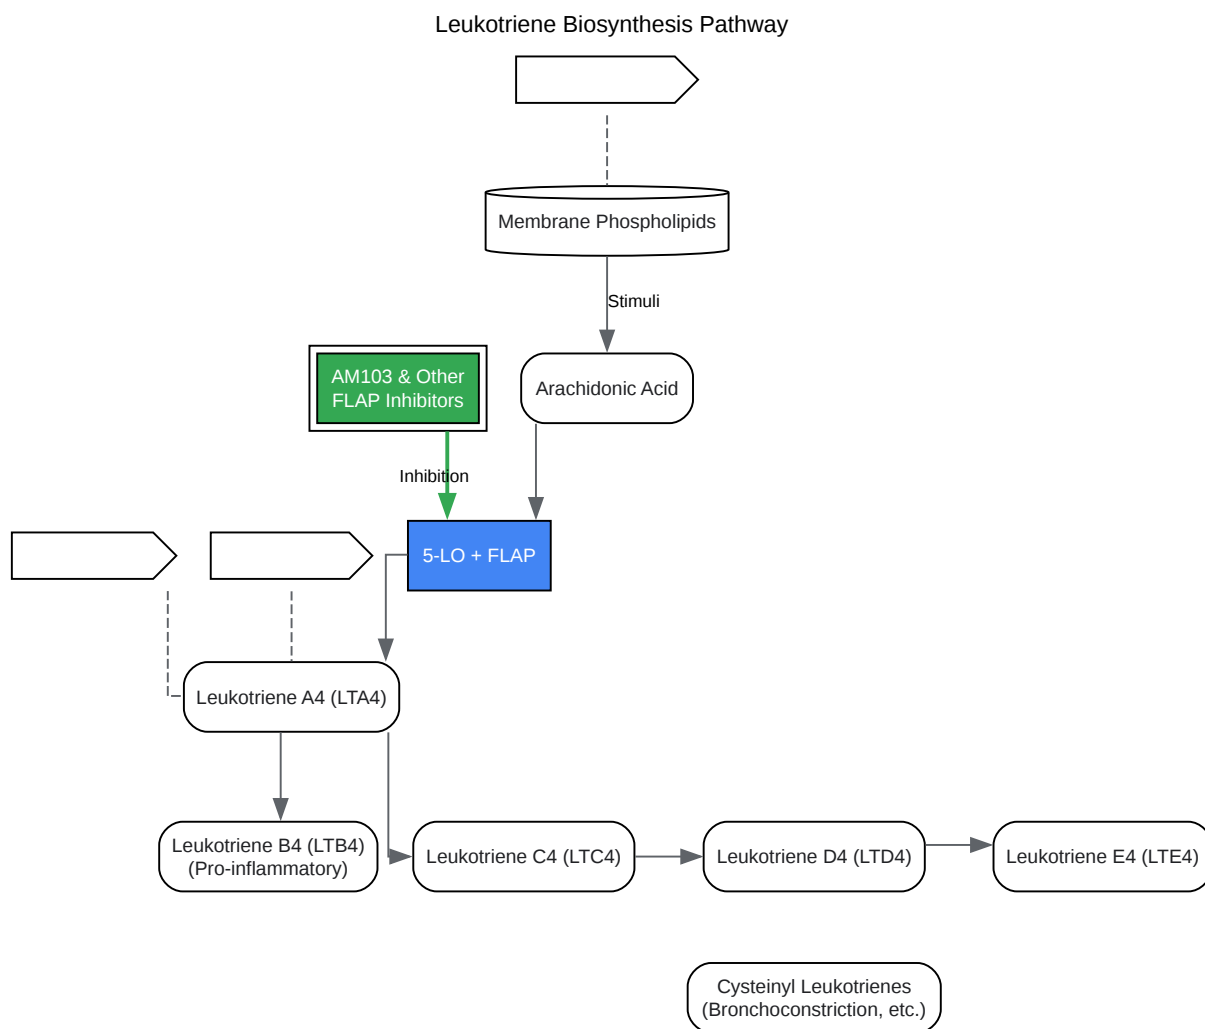 Leukotriene Biosynthesis Pathway
Membrane Phospholipids
Stimuli
AM103 & Other
FLAP Inhibitors
Arachidonic Acid
Inhibition
5-LO + FLAP
Leukotriene A4 (LTA4)
Leukotriene B4 (LTB4)
(Pro-inflammatory)
Leukotriene C4 (LTC4)
Leukotriene D4 (LTD4)
Leukotriene E4 (LTE4)
Cysteinyl Leukotrienes
(Bronchoconstriction, etc.)